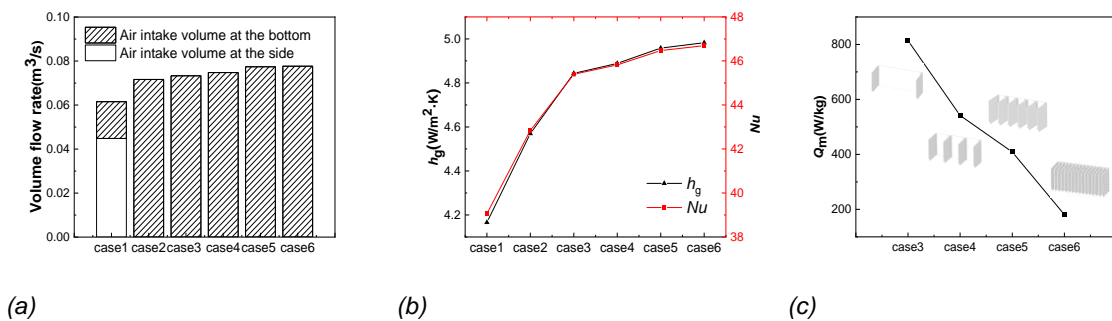 0.10
0.08
0.06
0.04
0.02
0.00
Volume flow rate(m³/s)
Air intake volume at the bottom
Air intake volume at the side
case1 case2 case3 case4 case5 case6
(a)
5.0
4.8
4.6
4.4
4.2
hg(W/m²·K)
48
46
44
42
40
38
Nu
hg
Nu
case1 case2 case3 case4 case5 case6
(b)
800
600
400
200
Qm(W/kg)
case3 case4 case5 case6
(c)